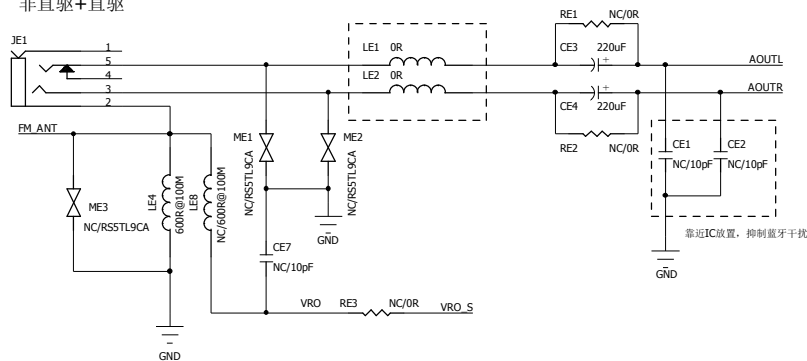 非直驱+直驱
JE1
1
5
4
3
2
FM_ANT
LE1 0R
LE2 0R
RE1 NC/0R
CE3 220uF
+
AOUTL
+
AOUTR
CE4 220uF
RE2 NC/0R
ME1
NC/RS5TL9CA
ME2
NC/RS5TL9CA
CE1
NC/10pF
CE2
NC/10pF
ME3
NC/RS5TL9CA
LE4
600R@100M
LE8
NC/600R@100M
GND
CE7
NC/10pF
靠近IC放置，抑制蓝牙干扰
GND
VRO
RE3 NC/0R
VRO_S
GND